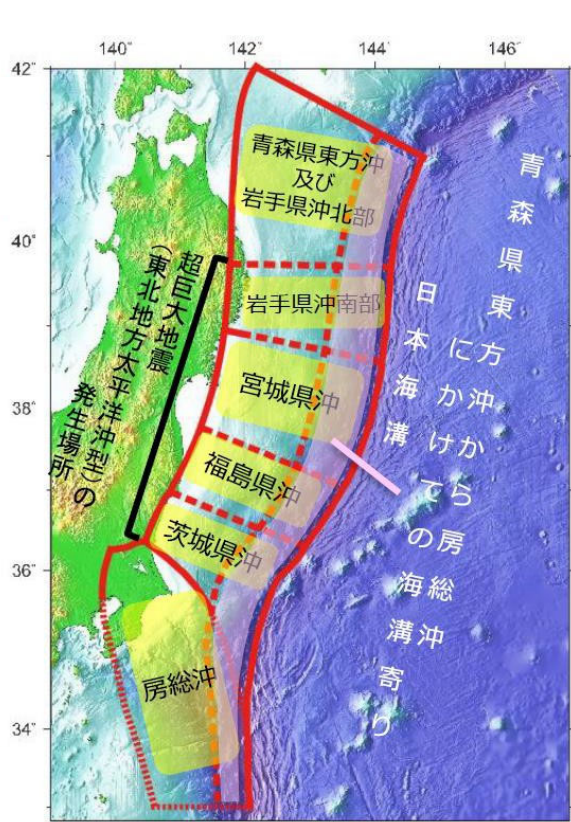 140° 142° 144° 146°
42°
40°
38°
36°
34°
青森県東方沖
及び
岩手県沖北部
岩手県沖南部
宮城県沖
福島県沖
茨城県沖
房総沖
超巨大地震
（東北地方太平洋沖型）の
発生場所
青森県東方沖から房総沖
にかけての海溝寄り
日本海溝